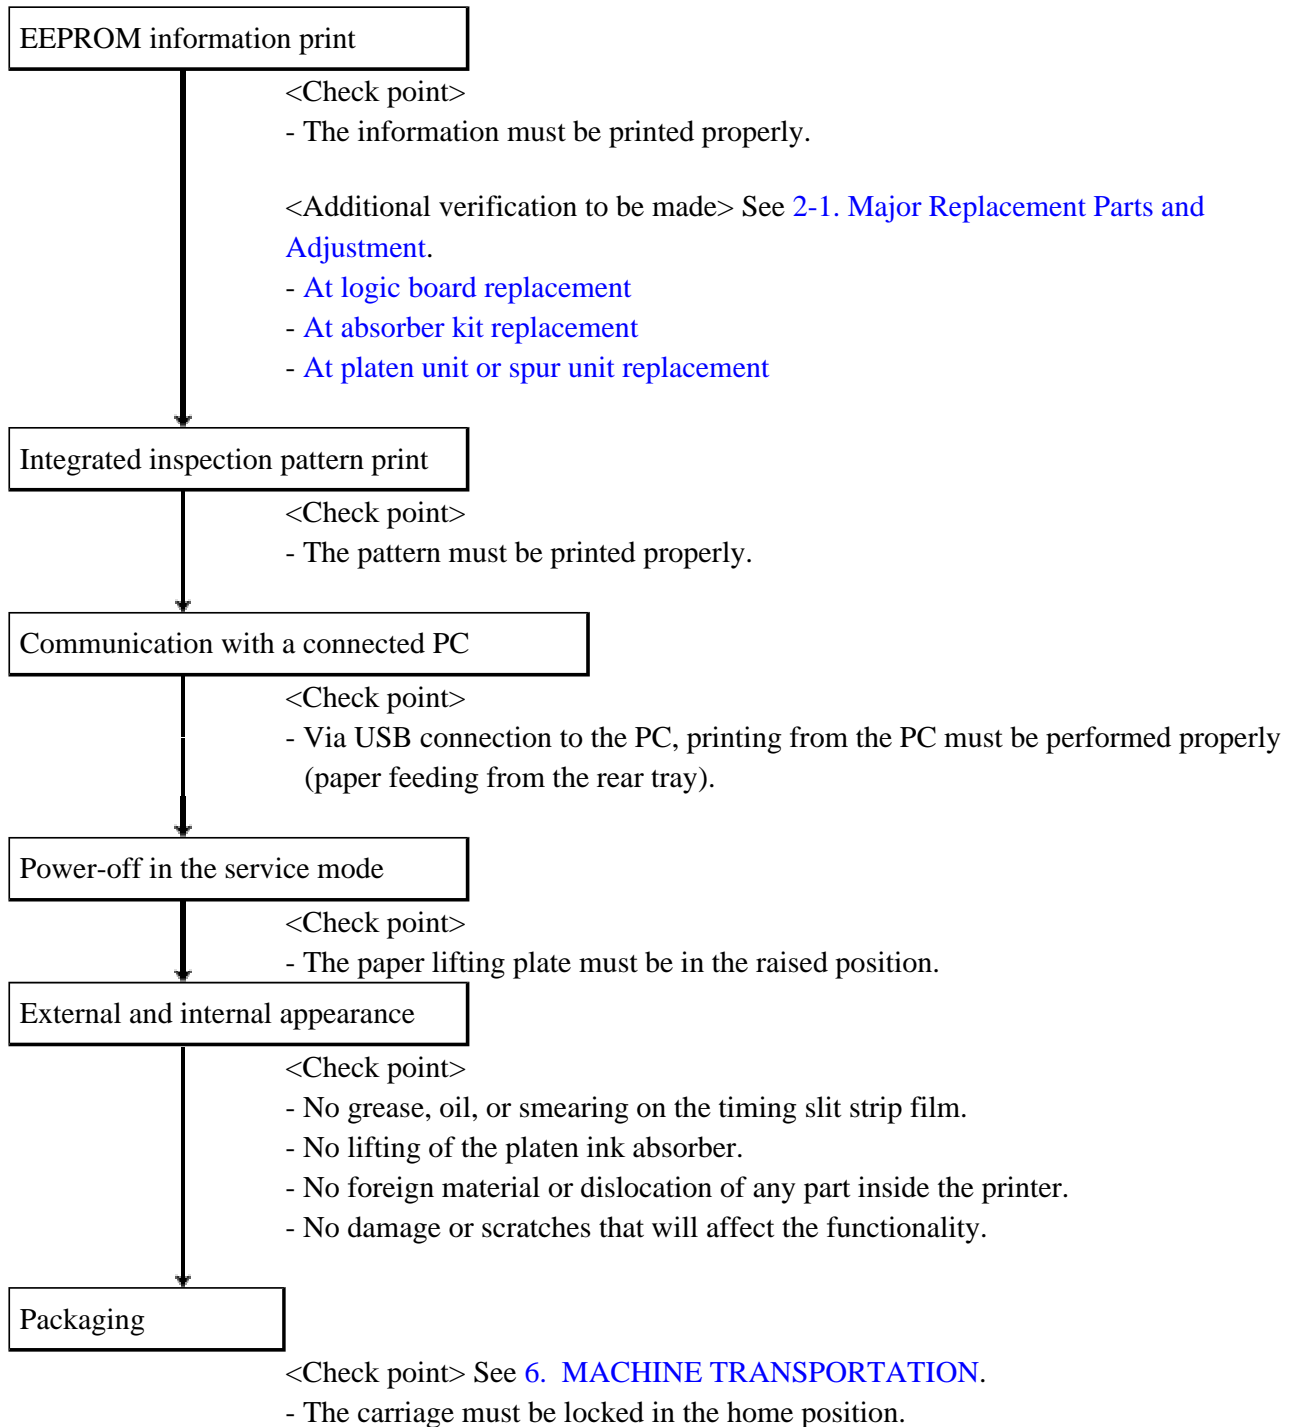 EEPROM information print
<Check point>
- The information must be printed properly.
<Additional verification to be made> See 2-1. Major Replacement Parts and
Adjustment.
- At logic board replacement
- At absorber kit replacement
- At platen unit or spur unit replacement
Integrated inspection pattern print
<Check point>
- The pattern must be printed properly.
Communication with a connected PC
<Check point>
- Via USB connection to the PC, printing from the PC must be performed properly
(paper feeding from the rear tray).
Power-off in the service mode
<Check point>
- The paper lifting plate must be in the raised position.
External and internal appearance
<Check point>
- No grease, oil, or smearing on the timing slit strip film.
- No lifting of the platen ink absorber.
- No foreign material or dislocation of any part inside the printer.
- No damage or scratches that will affect the functionality.
Packaging
<Check point> See 6. MACHINE TRANSPORTATION.
- The carriage must be locked in the home position.